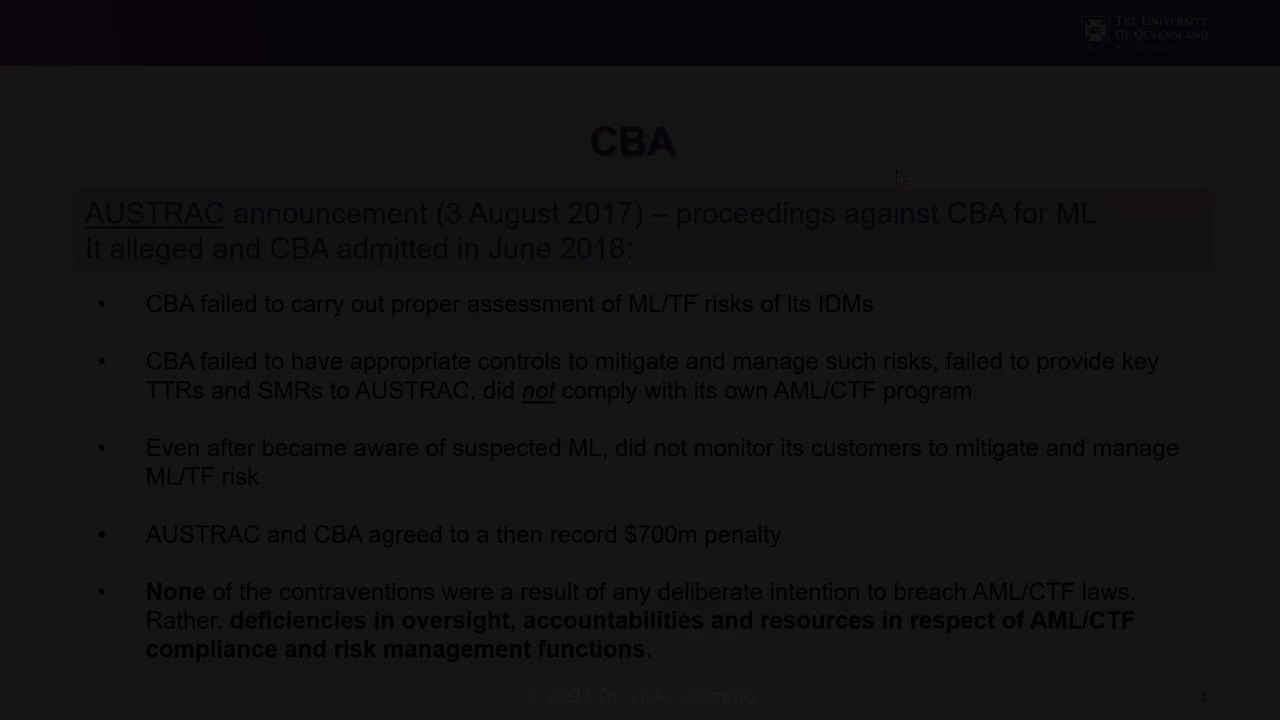 THE UNIVERSITY
OF QUEENSLAND
CBA
AUSTRAC announcement (3 August 2017) – proceedings against CBA for ML
It alleged and CBA admitted in June 2018:
• CBA failed to carry out proper assessment of ML/TF risks of its IDMs
• CBA failed to have appropriate controls to mitigate and manage such risks, failed to provide key
TTRs and SMRs to AUSTRAC, did not comply with its own AML/CTF program
• Even after became aware of suspected ML, did not monitor its customers to mitigate and manage
ML/TF risk
• AUSTRAC and CBA agreed to a then record $700m penalty
• None of the contraventions were a result of any deliberate intention to breach AML/CTF laws.
Rather, deficiencies in oversight, accountabilities and resources in respect of AML/CTF
compliance and risk management functions.
© 2023 Dr Vicky Comino
2